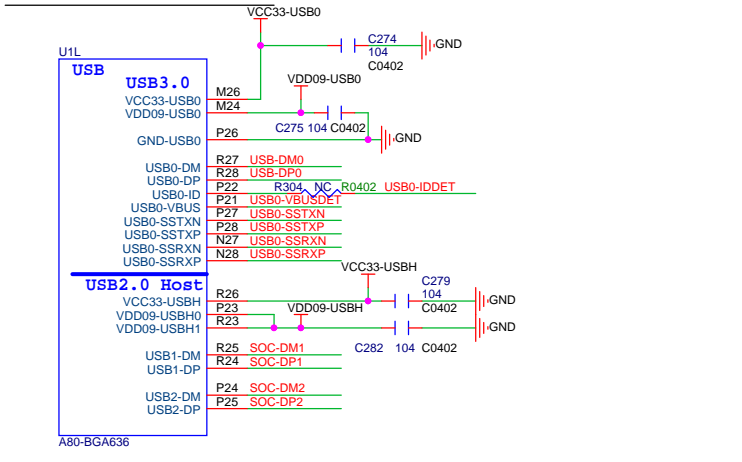 VCC33-USB0
C274
104
C0402
GND
U1L
USB
USB3.0
VDD09-USB0
VCC33-USB0 M26
VDD09-USB0 M24
C275 104 C0402
GND-USB0 P26
GND
USB0-DM R27 USB-DM0
USB0-DP R28 USB-DP0
USB0-ID P22 R304 NC R0402 USB0-IDDET
USB0-VBUS P21 USB0-VBUSDET
USB0-SSTXN P27 USB0-SSTXN
USB0-SSTXP P28 USB0-SSTXP
USB0-SSRXN N27 USB0-SSRXN
USB0-SSRXP N28 USB0-SSRXP
VCC33-USBH
USB2.0 Host
C279
104
C0402
GND
VCC33-USBH R26
VDD09-USBH0 P23
VDD09-USBH
VDD09-USBH1 R23
GND
C282 104 C0402
USB1-DM R25 SOC-DM1
USB1-DP R24 SOC-DP1
USB2-DM P24 SOC-DM2
USB2-DP P25 SOC-DP2
A80-BGA636